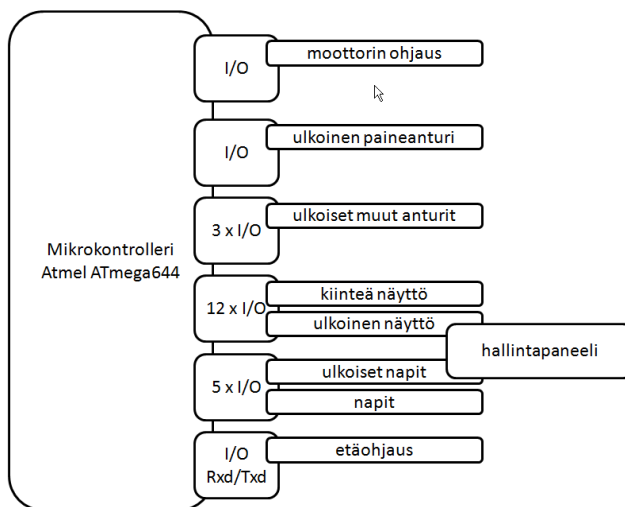 Mikrokontrolleri
Atmel ATmega644
I/O
moottorin ohjaus
I/O
ulkoinen paineanturi
3 x I/O
ulkoiset muut anturit
12 x I/O
kiinteä näyttö
ulkoinen näyttö
hallintapaneeli
5 x I/O
ulkoiset napit
napit
I/O
Rxd/Txd
etäohjaus